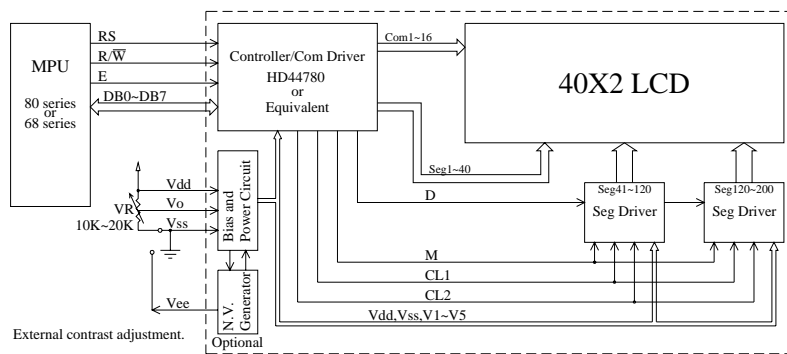 MPU
80 series
or
68 series
RS
R/W̅
E
DB0~DB7
Controller/Com Driver
HD44780
or
Equivalent
Com1~16
40X2 LCD
Seg1~40
D
Seg41~120
Seg Driver
Seg120~200
Seg Driver
Vdd
Vo
Vss
VR
10K~20K
Bias and
Power Circuit
M
CL1
CL2
Vdd,Vss,V1~V5
Vee
N.V.
Generator
Optional
External contrast adjustment.